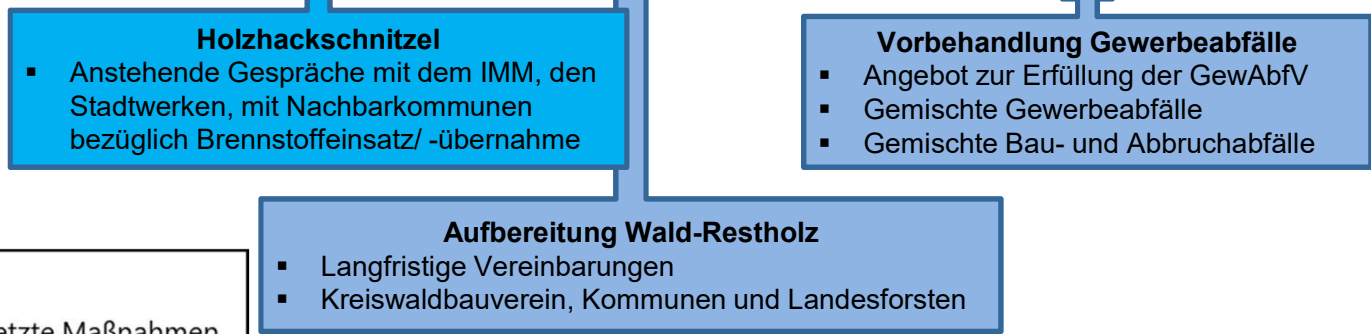 Holzhackschnitzel
▪ Anstehende Gespräche mit dem IMM, den
Stadtwerken, mit Nachbarkommunen
bezüglich Brennstoffeinsatz/ -übernahme
Vorbehandlung Gewerbeabfälle
▪ Angebot zur Erfüllung der GewAbfV
▪ Gemischte Gewerbeabfälle
▪ Gemischte Bau- und Abbruchabfälle
Aufbereitung Wald-Restholz
▪ Langfristige Vereinbarungen
▪ Kreiswaldbauverein, Kommunen und Landesforsten
Maßnahmen